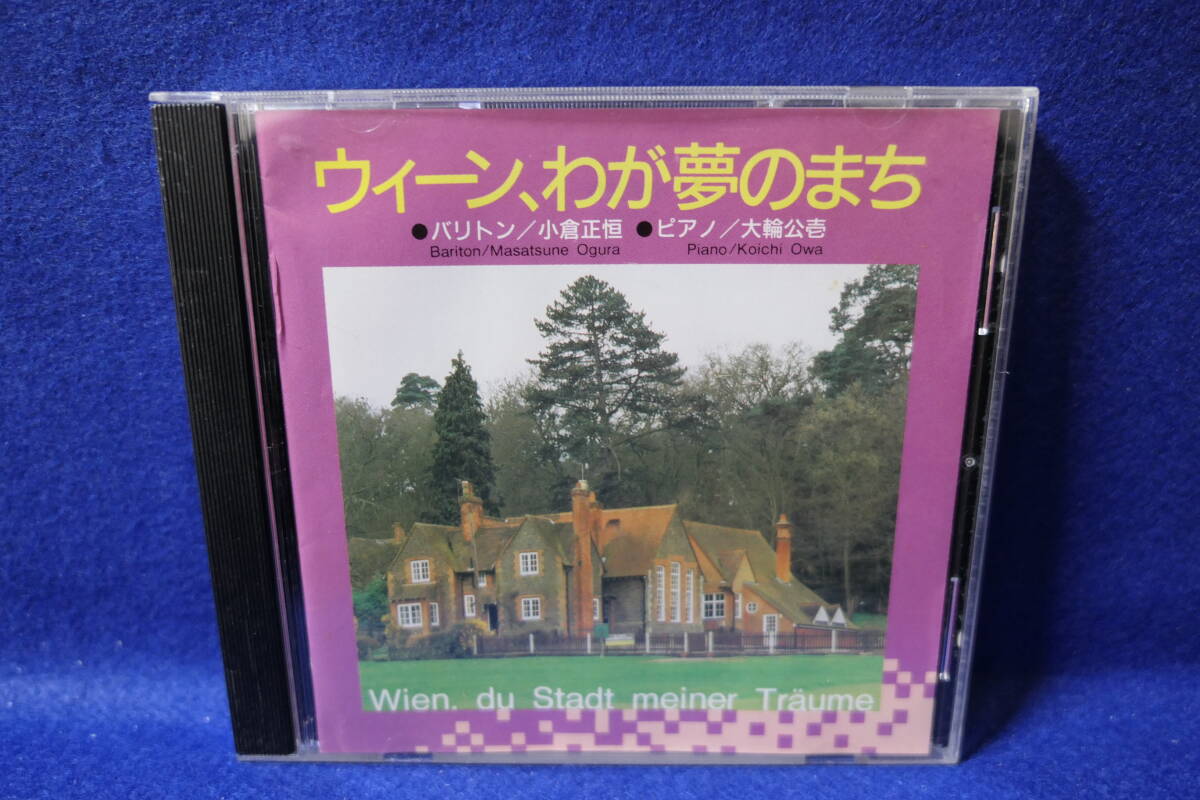 ウィーン、わが夢のまち
●バリトン／小倉正恒 ●ピアノ／大輪公壱
Bariton/Masatsune Ogura Piano/Koichi Owa
Wien, du Stadt meiner Träume